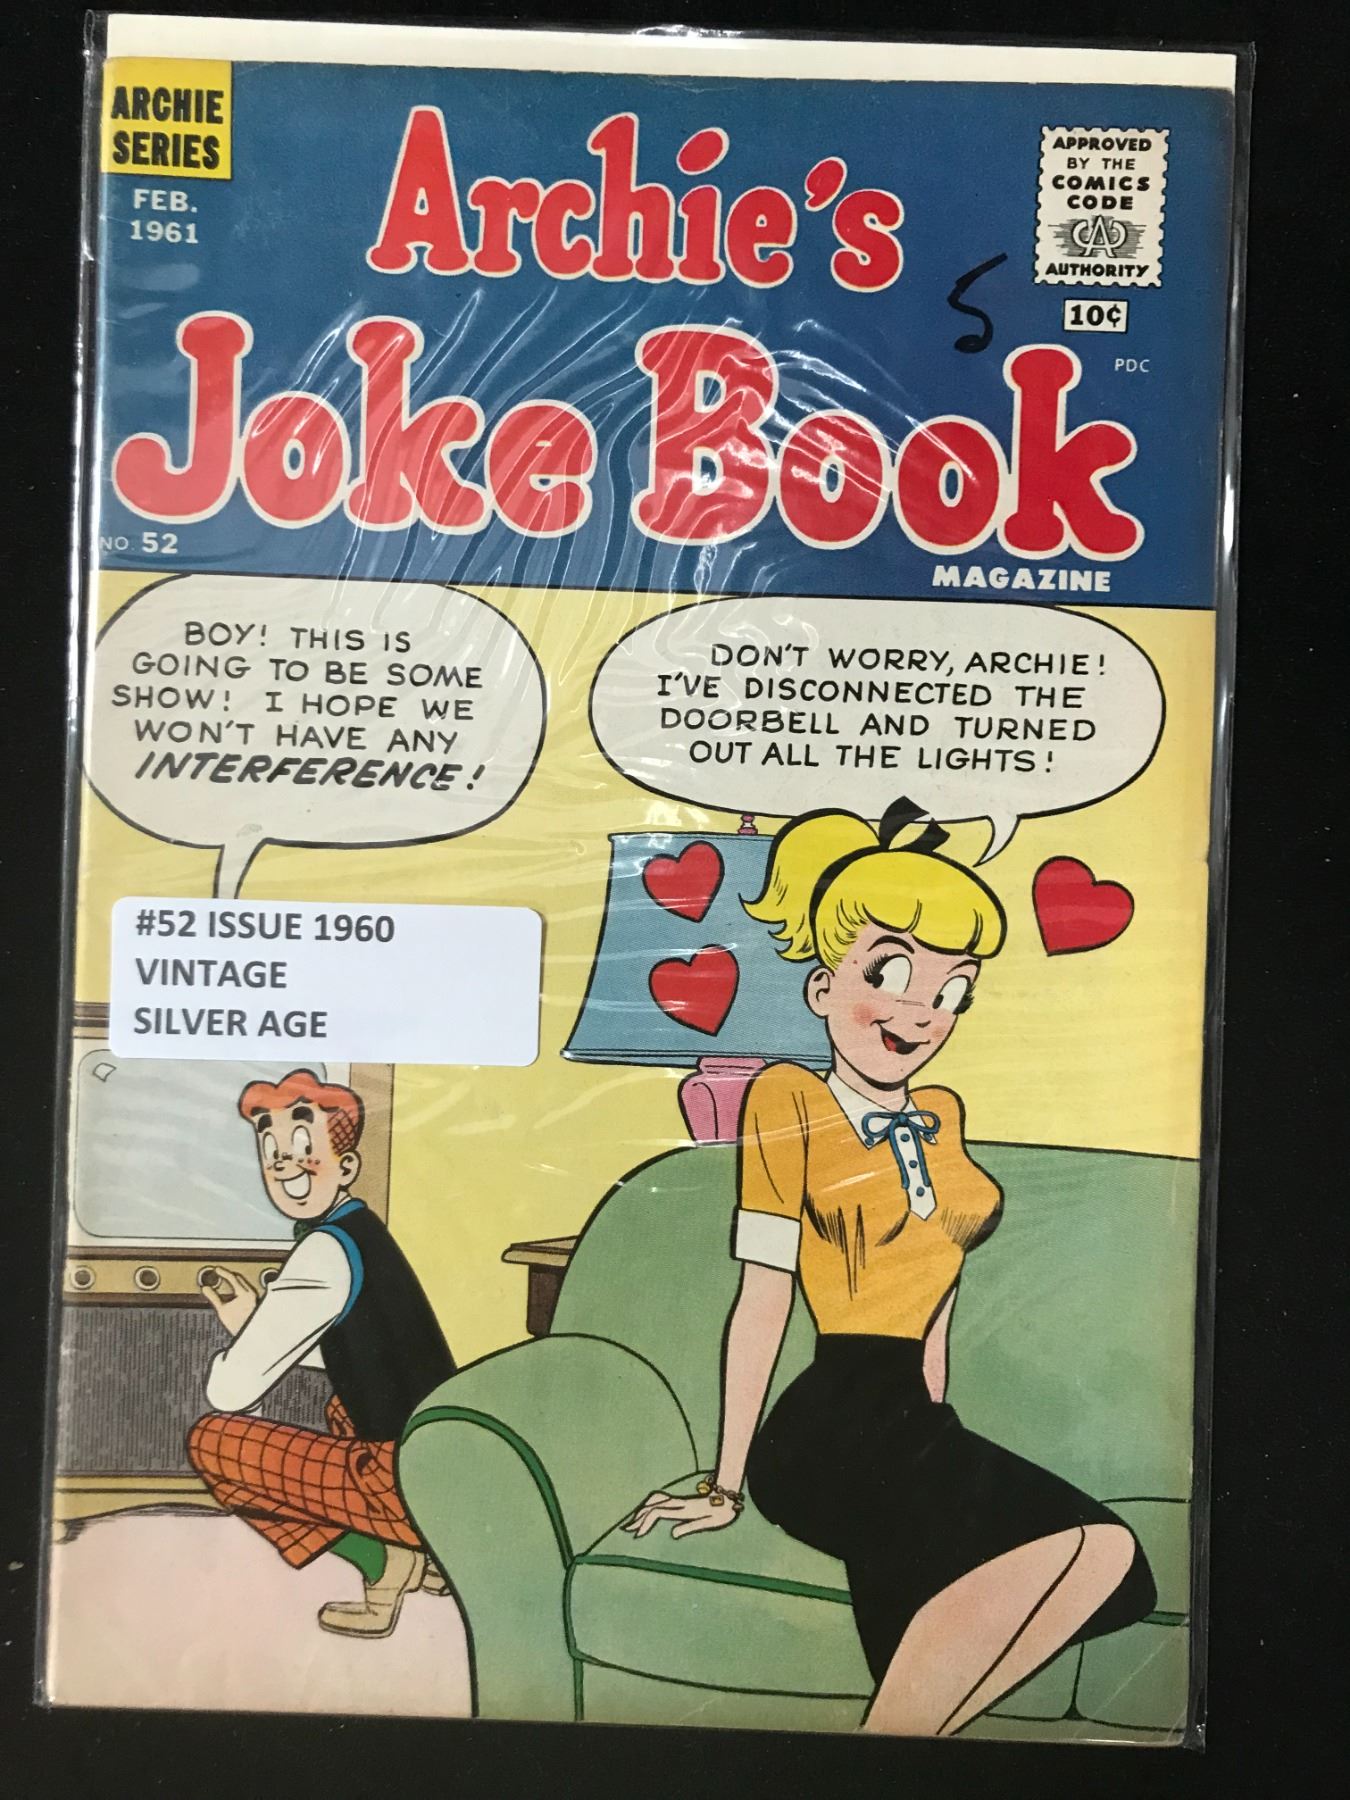 ARCHIE
SERIES
FEB.
1961
Archie's
Joke Book
MAGAZINE
NO. 52
APPROVED
BY THE
COMICS
CODE
CA
AUTHORITY
10¢
PDC
5
BOY! THIS IS
GOING TO BE SOME
SHOW! I HOPE WE
WON'T HAVE ANY
INTERFERENCE!
DON'T WORRY, ARCHIE!
I'VE DISCONNECTED THE
DOORBELL AND TURNED
OUT ALL THE LIGHTS!
#52 ISSUE 1960
VINTAGE
SILVER AGE